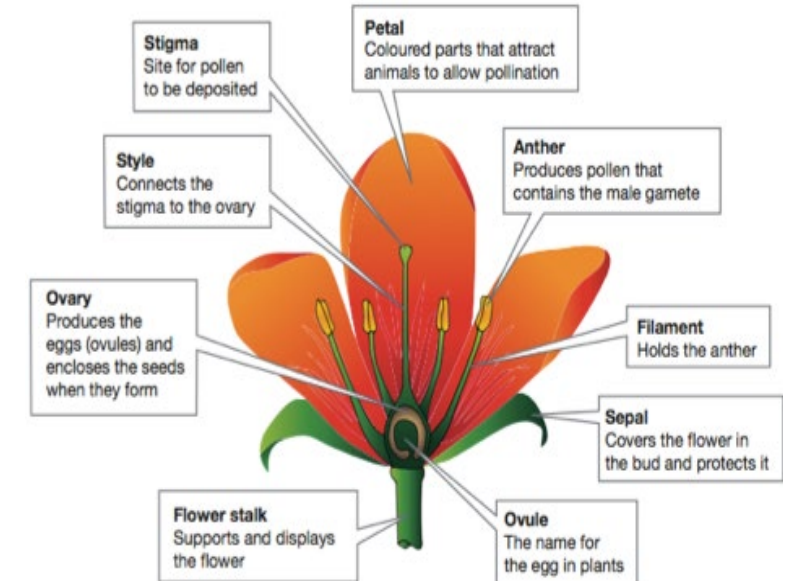 Stigma
Site for pollen
to be deposited
Petal
Coloured parts that attract
animals to allow pollination
Style
Connects the
stigma to the ovary
Anther
Produces pollen that
contains the male gamete
Ovary
Produces the
eggs (ovules) and
encloses the seeds
when they form
Filament
Holds the anther
Sepal
Covers the flower in
the bud and protects it
Flower stalk
Supports and displays
the flower
Ovule
The name for
the egg in plants